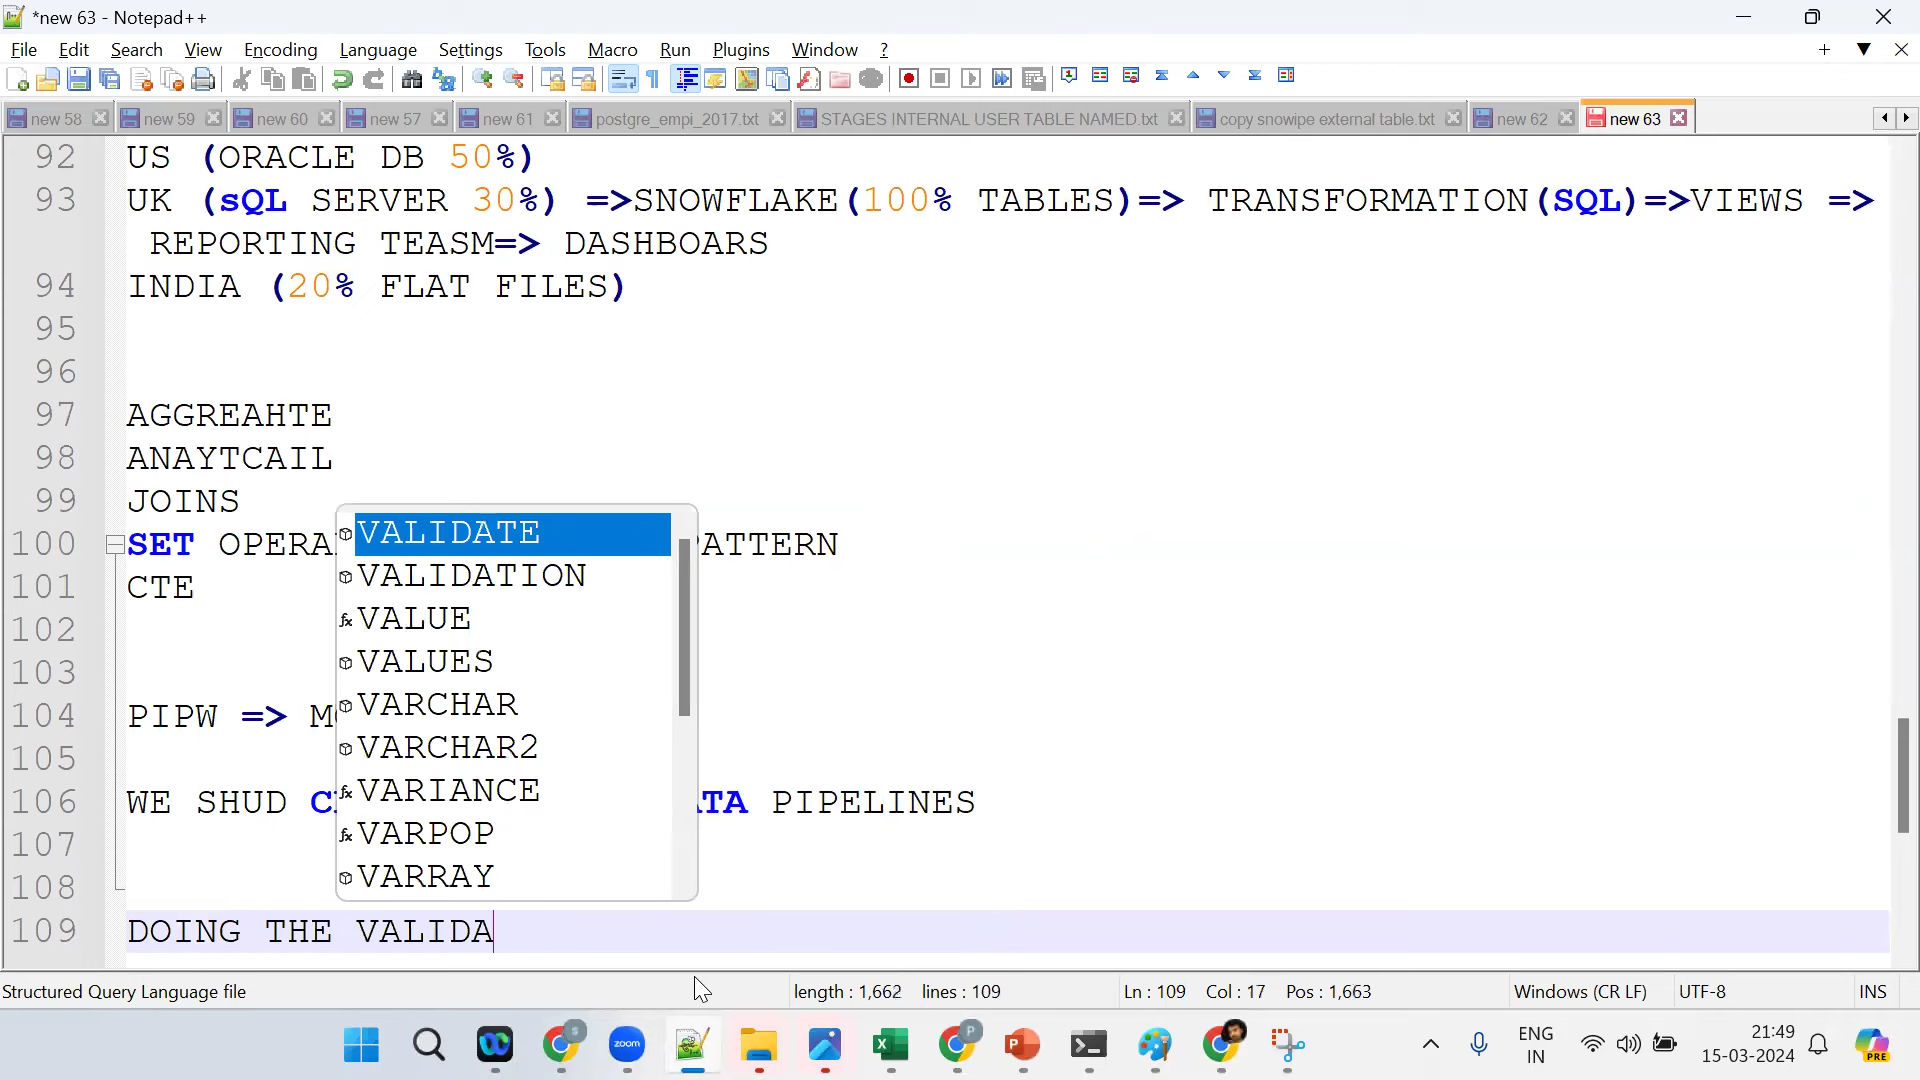 *new 63 - Notepad++
File Edit Search View Encoding Language Settings Tools Macro Run Plugins Window ?
new 58 new 59 new 60 new 57 new 61 postgre_empi_2017.txt STAGES INTERNAL USER TABLE NAMED.txt copy snowipe external table.txt new 62 new 63
92 US (ORACLE DB 50%)
93 UK (sQL SERVER 30%) =>SNOWFLAKE(100% TABLES)=> TRANSFORMATION(SQL)=>VIEWS =>
REPORTING TEASM=> DASHBOARS
94 INDIA (20% FLAT FILES)
95
96
97 AGGREAHTE
98 ANAYTCAIL
99 JOINS
100 SET OPERA PATTERN
101 CTE
102
103
104 PIPW => M
105
106 WE SHUD C ATA PIPELINES
107
108
109 DOING THE VALIDA
VALIDATE
VALIDATION
VALUE
VALUES
VARCHAR
VARCHAR2
VARIANCE
VARPOP
VARRAY
Structured Query Language file length : 1,662 lines : 109 Ln : 109 Col : 17 Pos : 1,663 Windows (CR LF) UTF-8 INS
zoom
ENG
IN
21:49
15-03-2024
PRE